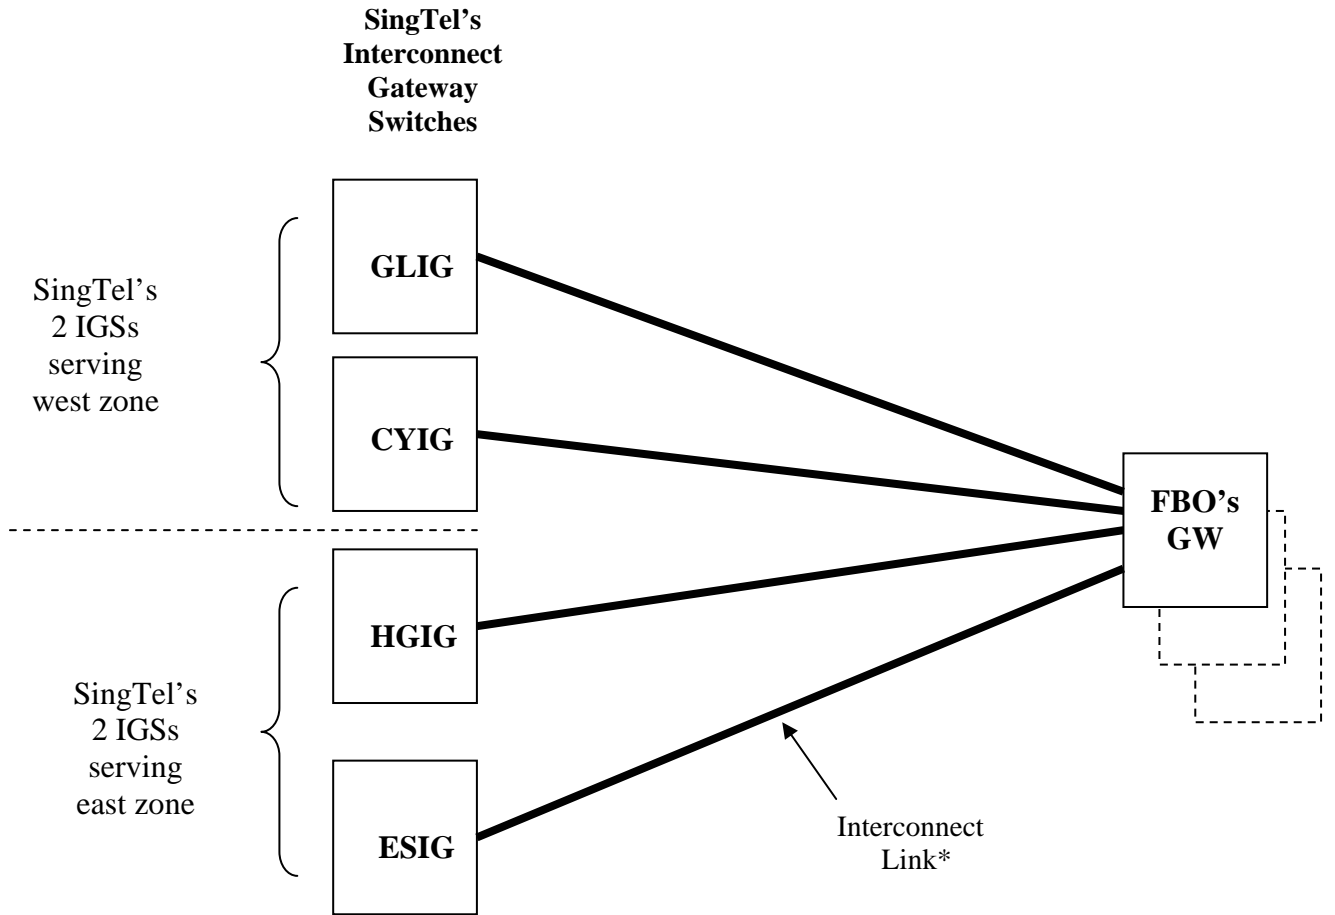 SingTel's
Interconnect
Gateway
Switches
GLIG
SingTel's
2 IGSs
serving
west zone
CYIG
FBO's
GW
HGIG
SingTel's
2 IGSs
serving
east zone
ESIG
Interconnect
Link*